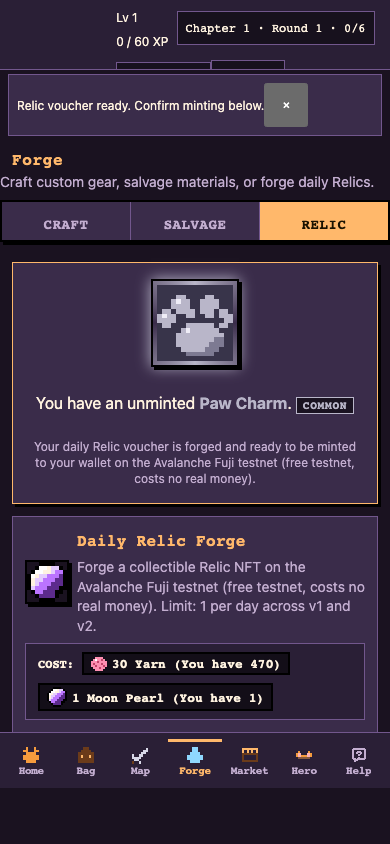 Lv 1
0 / 60 XP
Chapter 1 · Round 1 · 0/6
Relic voucher ready. Confirm minting below.
×
Forge
Craft custom gear, salvage materials, or forge daily Relics.
CRAFT
SALVAGE
RELIC
You have an unminted Paw Charm. COMMON
Your daily Relic voucher is forged and ready to be minted
to your wallet on the Avalanche Fuji testnet (free testnet,
costs no real money).
Daily Relic Forge
Forge a collectible Relic NFT on the
Avalanche Fuji testnet (free testnet, costs no
real money). Limit: 1 per day across v1 and
v2.
COST: 30 Yarn (You have 470)
1 Moon Pearl (You have 1)
Home
Bag
Map
Forge
Market
Hero
Help